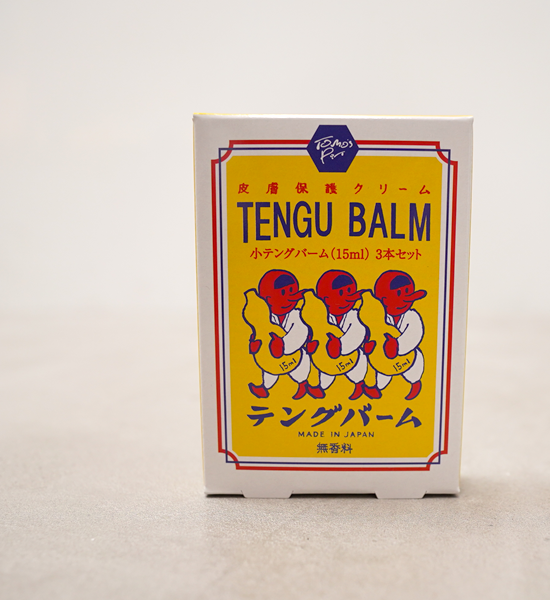 Tomo's
Pit
皮膚保護クリーム
TENGU BALM
小テングバーム(15ml) 3本セット
15ml
15ml
15ml
テングバーム
MADE IN JAPAN
無香料